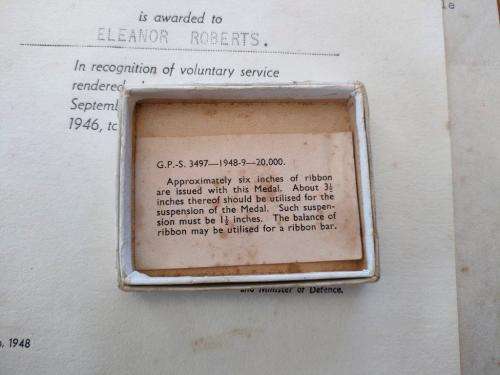 is awarded to
ELEANOR ROBERTS.
In recognition of voluntary service
rendered
Septemb
1946, to
G.P.-S. 3497—1948-9—20,000.
Approximately six inches of ribbon
are issued with this Medal. About 3½
inches thereof should be utilised for the
suspension of the Medal. Such suspen-
sion must be 1½ inches. The balance of
ribbon may be utilised for a ribbon bar.
and Minister of Defence.
1948